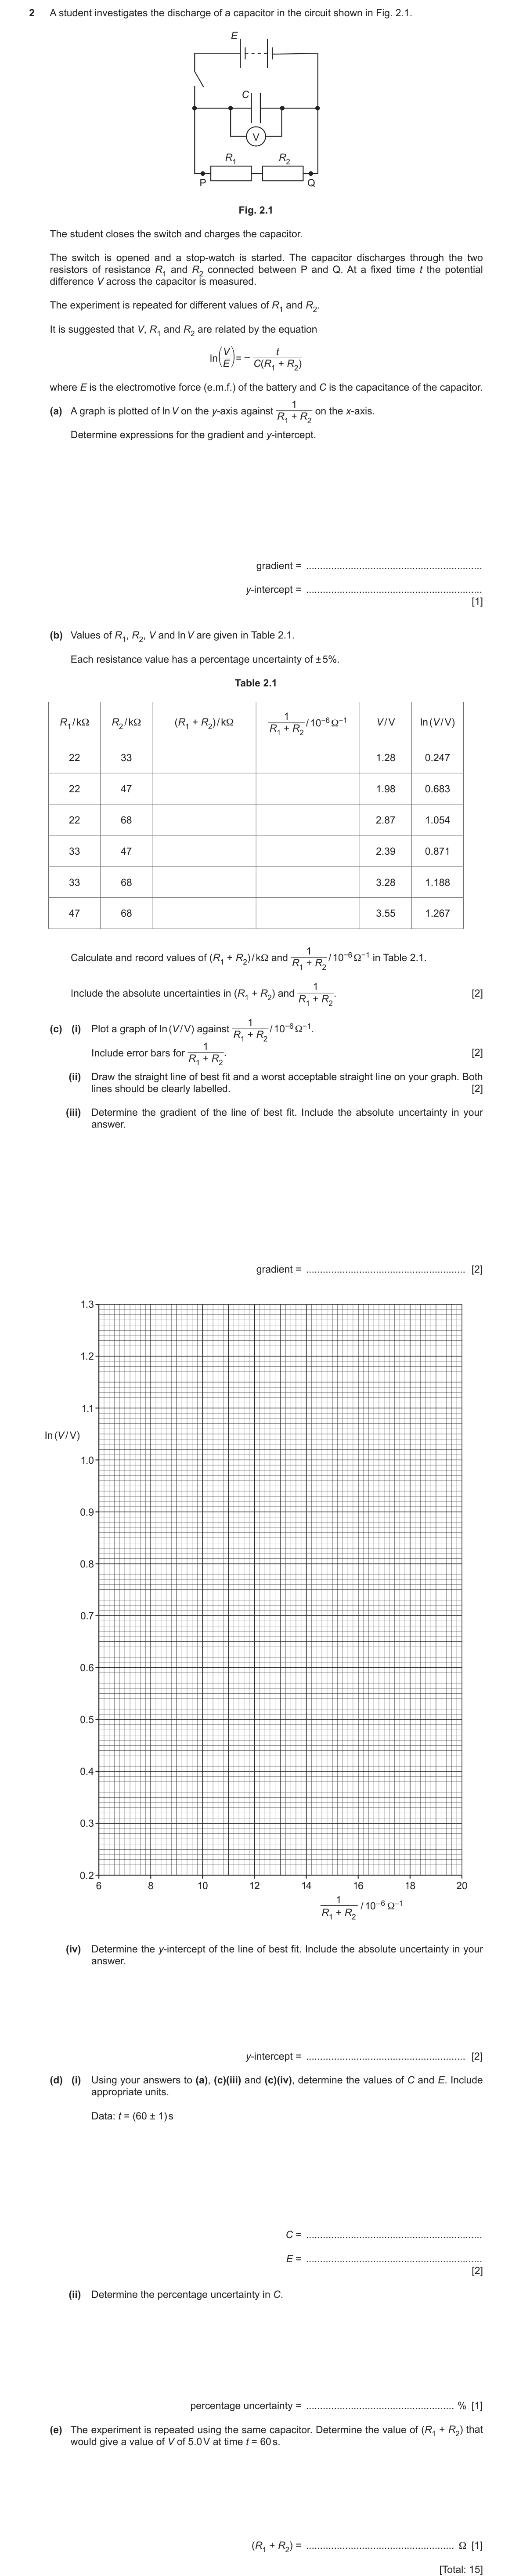 2 A student investigates the discharge of a capacitor in the circuit shown in Fig. 2.1.
E
C
V
R1 R2
P Q
Fig. 2.1
The student closes the switch and charges the capacitor.
The switch is opened and a stop-watch is started. The capacitor discharges through the two
resistors of resistance R1 and R2 connected between P and Q. At a fixed time t the potential
difference V across the capacitor is measured.
The experiment is repeated for different values of R1 and R2.
It is suggested that V, R1 and R2 are related by the equation
ln(V/E) = − t/(C(R1 + R2))
where E is the electromotive force (e.m.f.) of the battery and C is the capacitance of the capacitor.
(a) A graph is plotted of ln V on the y-axis against 1/(R1 + R2) on the x-axis.
Determine expressions for the gradient and y-intercept.
gradient = ..............................................................
y-intercept = ..............................................................
[1]
(b) Values of R1, R2, V and ln V are given in Table 2.1.
Each resistance value has a percentage uncertainty of ±5%.
Table 2.1
R1/kΩ R2/kΩ (R1 + R2)/kΩ 1/(R1 + R2) /10−6 Ω−1 V/V ln (V/V)
22 33 1.28 0.247
22 47 1.98 0.683
22 68 2.87 1.054
33 47 2.39 0.871
33 68 3.28 1.188
47 68 3.55 1.267
Calculate and record values of (R1 + R2)/kΩ and 1/(R1 + R2) /10−6 Ω−1 in Table 2.1.
Include the absolute uncertainties in (R1 + R2) and 1/(R1 + R2). [2]
(c) (i) Plot a graph of ln (V/V) against 1/(R1 + R2) /10−6 Ω−1.
Include error bars for 1/(R1 + R2). [2]
(ii) Draw the straight line of best fit and a worst acceptable straight line on your graph. Both
lines should be clearly labelled. [2]
(iii) Determine the gradient of the line of best fit. Include the absolute uncertainty in your
answer.
gradient = ........................................................ [2]
1.3
1.2
1.1
ln (V/V)
1.0
0.9
0.8
0.7
0.6
0.5
0.4
0.3
0.2
6 8 10 12 14 16 18 20
1/(R1 + R2) /10−6 Ω−1
(iv) Determine the y-intercept of the line of best fit. Include the absolute uncertainty in your
answer.
y-intercept = ........................................................ [2]
(d) (i) Using your answers to (a), (c)(iii) and (c)(iv), determine the values of C and E. Include
appropriate units.
Data: t = (60 ± 1) s
C = ..............................................................
E = ..............................................................
[2]
(ii) Determine the percentage uncertainty in C.
percentage uncertainty = .................................................... % [1]
(e) The experiment is repeated using the same capacitor. Determine the value of (R1 + R2) that
would give a value of V of 5.0 V at time t = 60 s.
(R1 + R2) = .................................................... Ω [1]
[Total: 15]